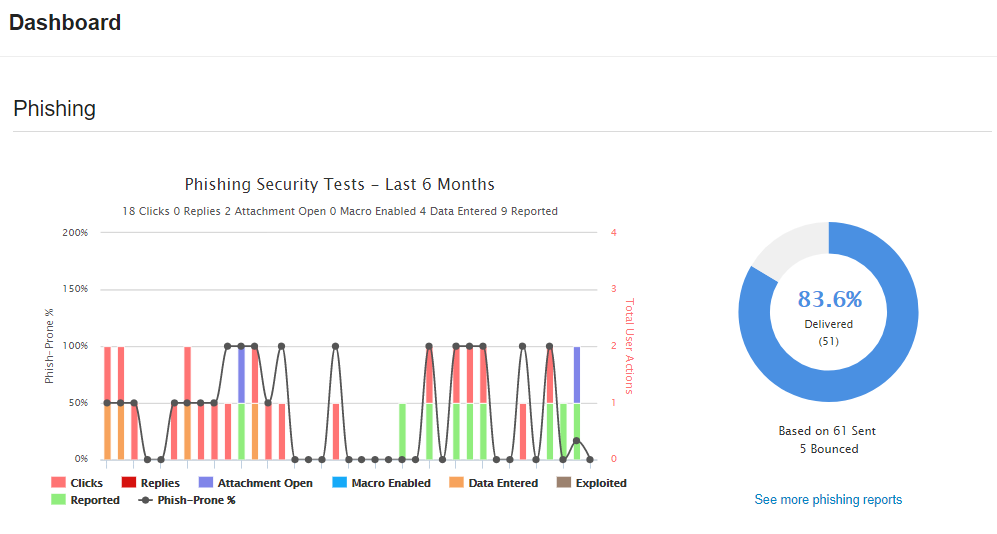 Dashboard
Phishing
Phishing Security Tests – Last 6 Months
18 Clicks 0 Replies 2 Attachment Open 0 Macro Enabled 4 Data Entered 9 Reported
200%
150%
100%
50%
0%
Phish-Prone %
4
3
2
1
0
Total User Actions
Clicks
Replies
Attachment Open
Macro Enabled
Data Entered
Exploited
Reported
Phish-Prone %
83.6%
Delivered
(51)
Based on 61 Sent
5 Bounced
See more phishing reports